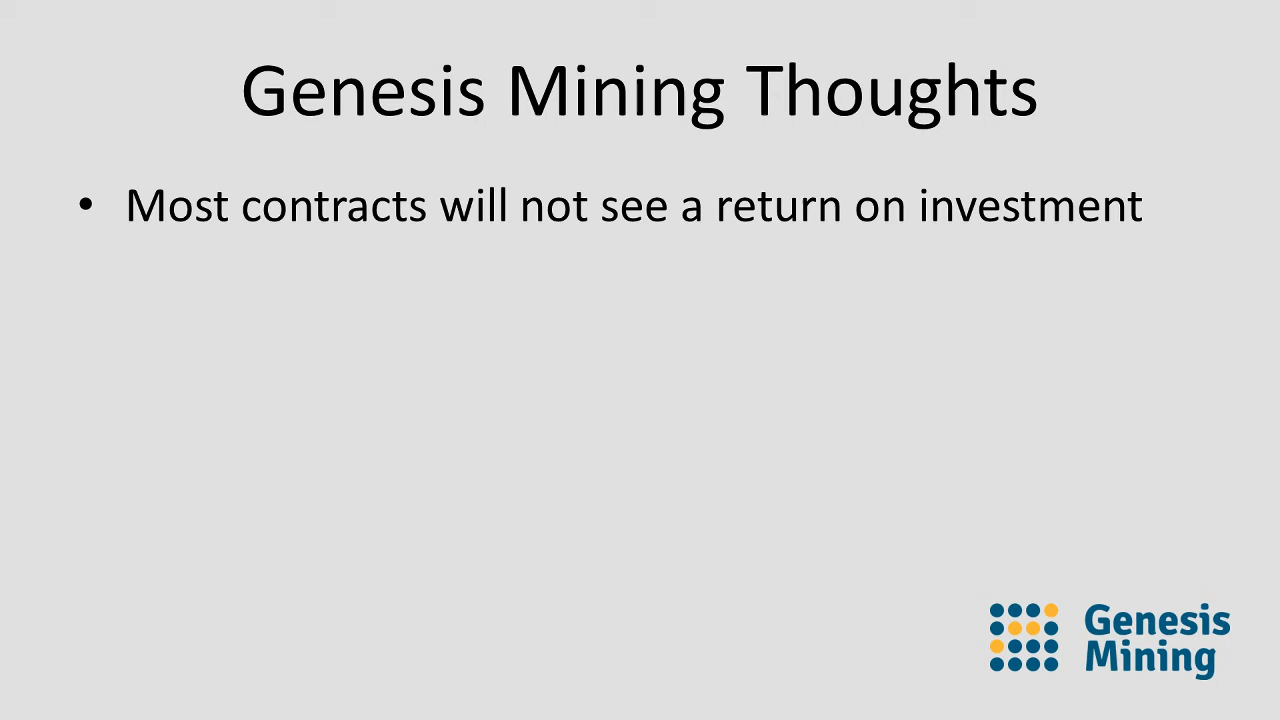 Genesis Mining Thoughts
• Most contracts will not see a return on investment
Genesis
Mining